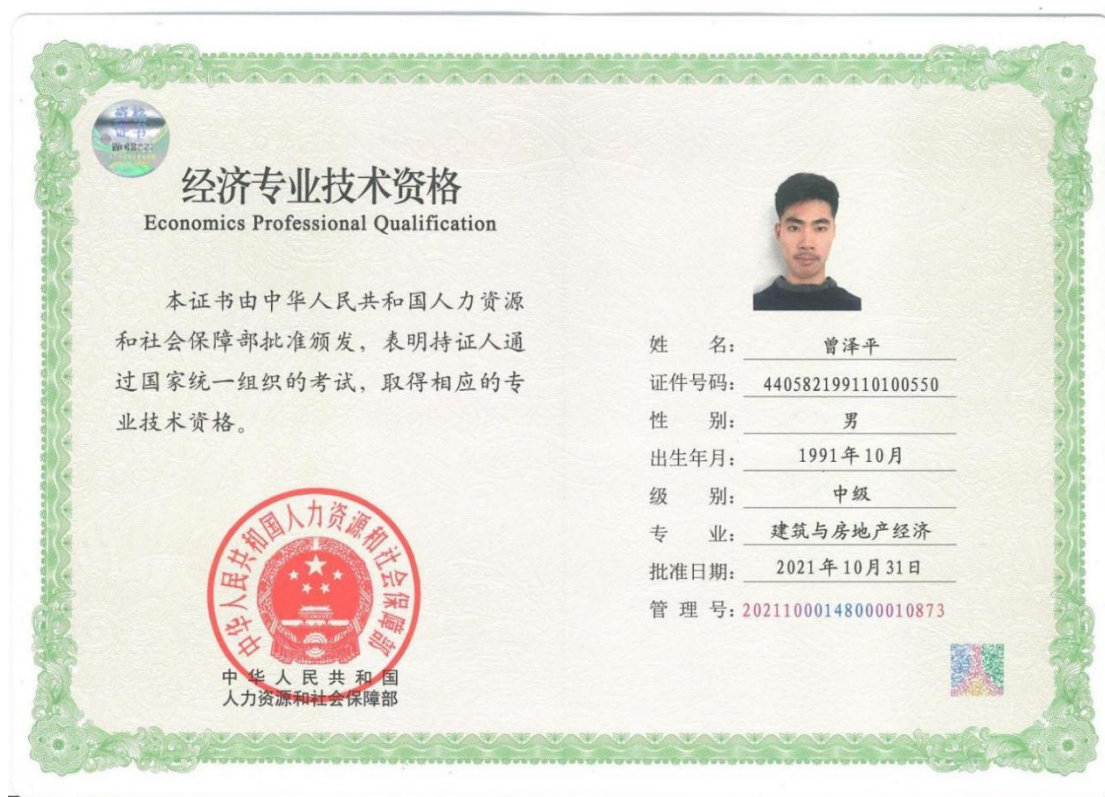 资格
证书
经济专业技术资格
Economics Professional Qualification
本证书由中华人民共和国人力资源
和社会保障部批准颁发，表明持证人通
过国家统一组织的考试，取得相应的专
业技术资格。
中华人民共和国人力资源和社会保障部
中华人民共和国
人力资源和社会保障部
姓 名： 曾泽平
证件号码： 440582199110100550
性 别： 男
出生年月： 1991年10月
级 别： 中级
专 业： 建筑与房地产经济
批准日期： 2021年10月31日
管 理 号： 20211000148000010873